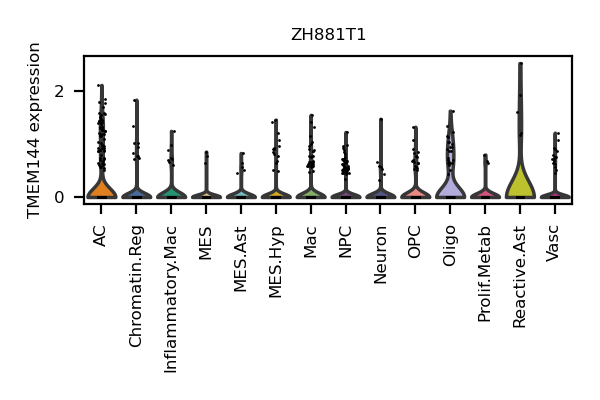 ZH881T1
TMEM144 expression
2
0
AC
Chromatin.Reg
Inflammatory.Mac
MES
MES.Ast
MES.Hyp
Mac
NPC
Neuron
OPC
Oligo
Prolif.Metab
Reactive.Ast
Vasc